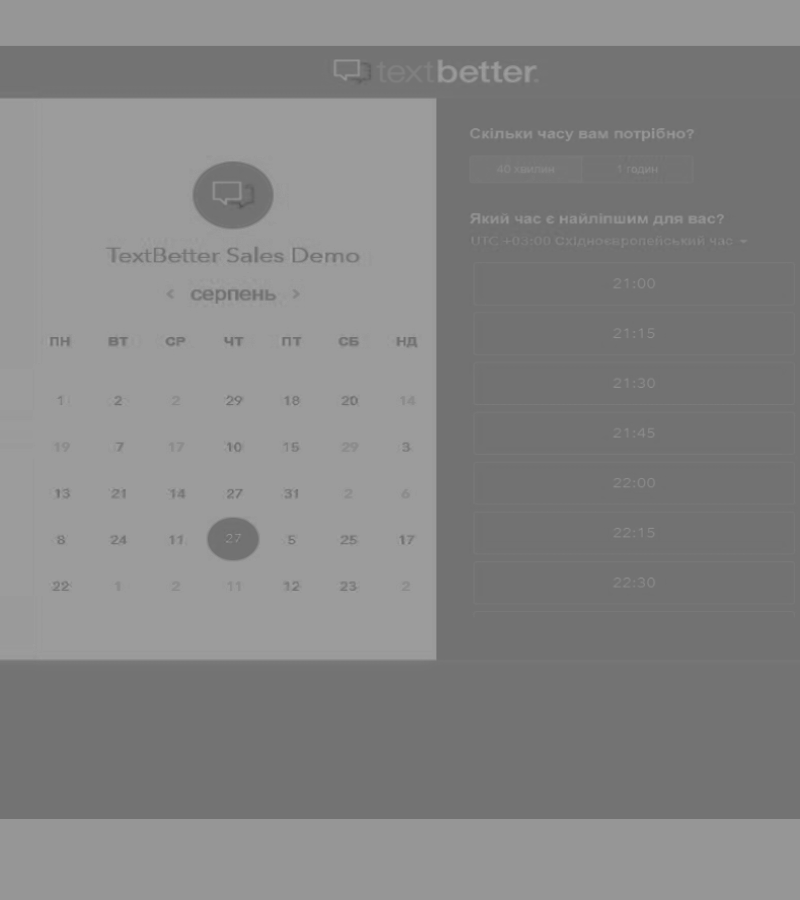 textbetter.
TextBetter Sales Demo
‹ серпень ›
ПН ВТ СР ЧТ ПТ СБ НД
1 2 2 29 18 20 14
19 7 17 10 15 29 3
13 21 14 27 31 2 6
8 24 11 27 5 25 17
22 1 2 11 12 23 2
Скільки часу вам потрібно?
40 хвилин 1 годин
Який час є найліпшим для вас?
UTC +03:00 Східноєвропейський час
21:00
21:15
21:30
21:45
22:00
22:15
22:30